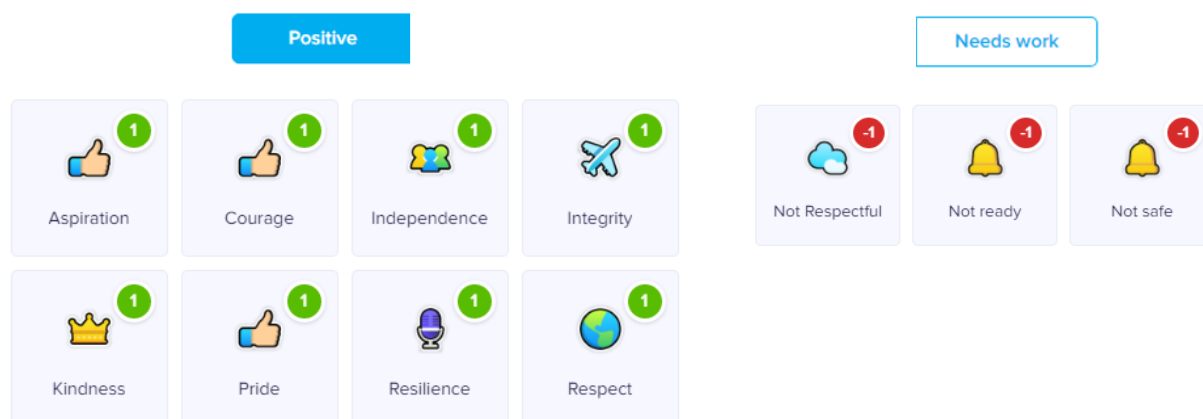 Positive
Needs work
1
1
1
1
Aspiration
Courage
Independence
Integrity
-1
-1
-1
Not Respectful
Not ready
Not safe
1
1
1
1
Kindness
Pride
Resilience
Respect